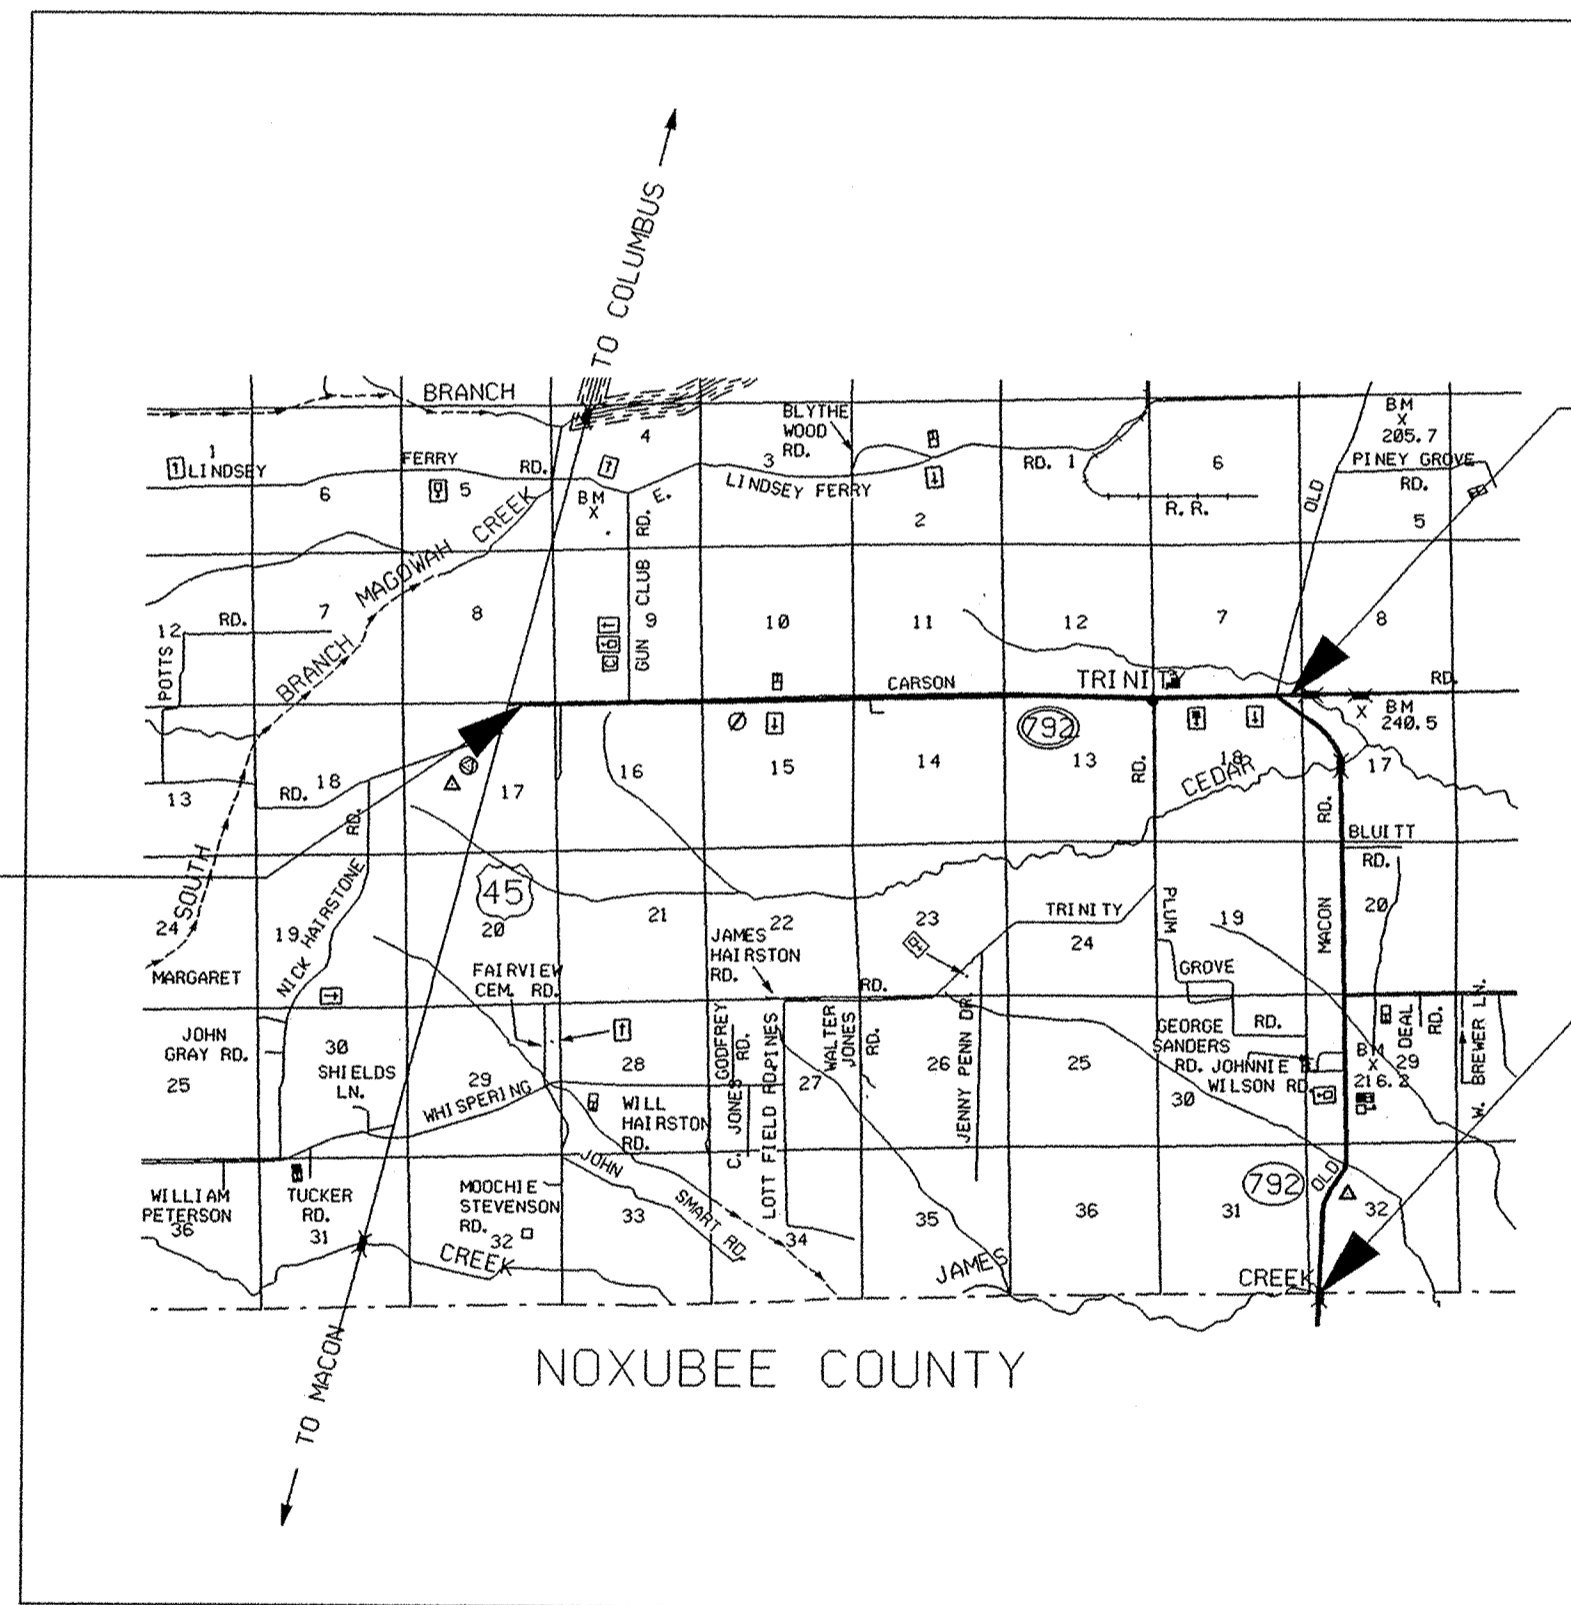 TO COLUMBUS
BRANCH
BLYTHE
WOOD
RD.
BM
X
205.7
1
LINDSEY
FERRY
RD.
4
3
RD. 1
6
PINEY GROVE
RD.
6
5
BM
X
E.
LINDSEY FERRY
2
R.R.
OLD
5
MAGOWAH CREEK
GUN CLUB RD.
POTTS
12
RD.
7
8
9
10
11
12
7
8
BRANCH
CARSON
TRINITY
RD.
BM
X
240.5
792
13
RD.
18
17
16
15
14
13
RD.
18
CEDAR
17
RD.
BLUITT
RD.
SOUTH
45
24
19
NICK HAIRSTONE
RD.
20
21
22
23
TRINITY
24
PLUM
19
MACON
20
MARGARET
FAIRVIEW
CEM. RD.
JAMES
HAIRSTON
RD.
RD.
GROVE
JOHN
GRAY RD.
25
30
SHIELDS
LN.
29
WHISPERING
PINES
28
GODFREY
RD.
WALTER
JONES
RD.
27
26
JENNY PENN DR.
25
GEORGE
SANDERS
RD.
RD.
JOHNNIE E.
WILSON RD.
30
BM
X
29
DEAL
RD.
W. BREWER LN.
WILL
HAIRSTON
RD.
C. JONES
LOTT FIELD RD.
WILLIAM
PETERSON
36
TUCKER
RD.
31
MOOCHIE
STEVENSON
RD.
32
CREEK
JOHN
SMART RD.
33
34
35
36
31
792
OLD
32
JAMES
CREEK
TO MACON
NOXUBEE COUNTY